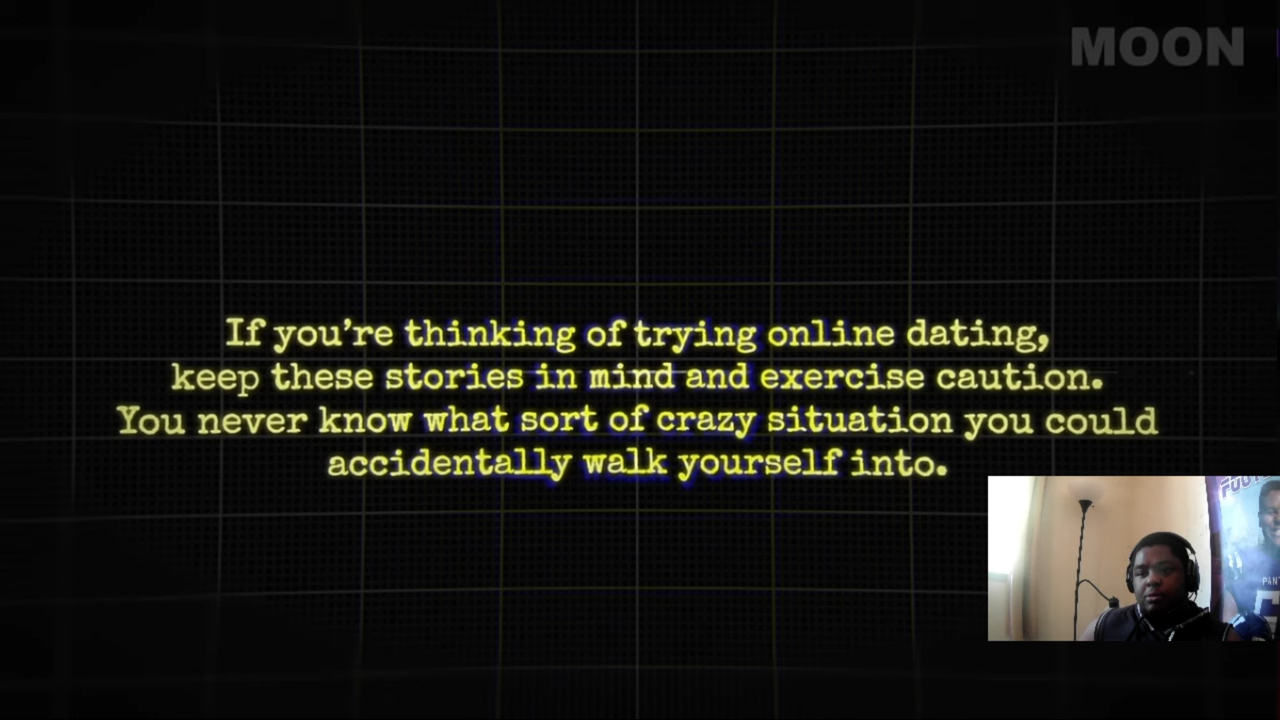 MOON
If you're thinking of trying online dating,
keep these stories in mind and exercise caution.
You never know what sort of crazy situation you could
accidentally walk yourself into.